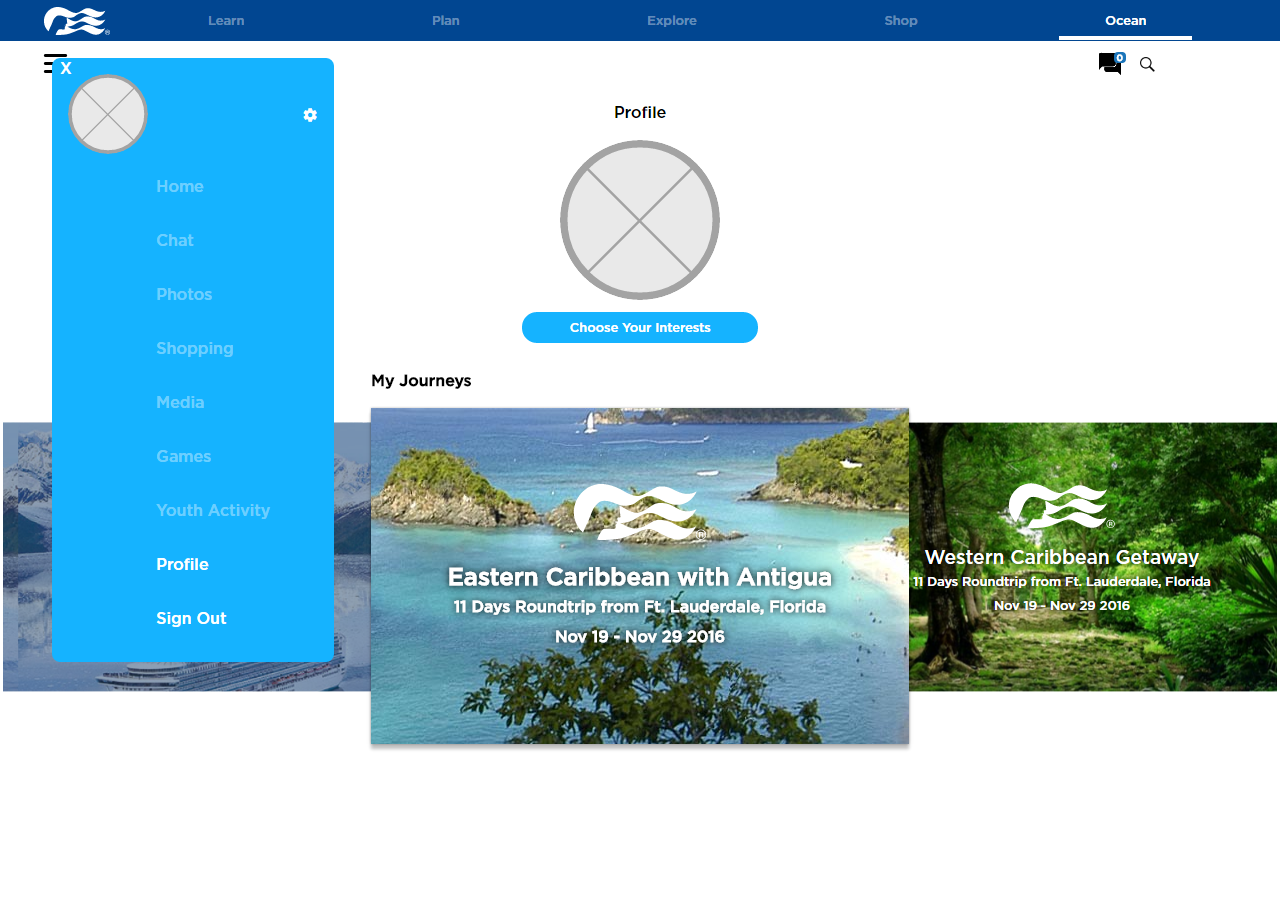 Learn
Plan
Explore
Shop
Ocean
X
0
Profile
Home
Chat
Photos
Shopping
Media
Games
Youth Activity
Profile
Sign Out
Choose Your Interests
My Journeys
Eastern Caribbean with Antigua
11 Days Roundtrip from Ft. Lauderdale, Florida
Nov 19 - Nov 29 2016
Western Caribbean Getaway
11 Days Roundtrip from Ft. Lauderdale, Florida
Nov 19 - Nov 29 2016